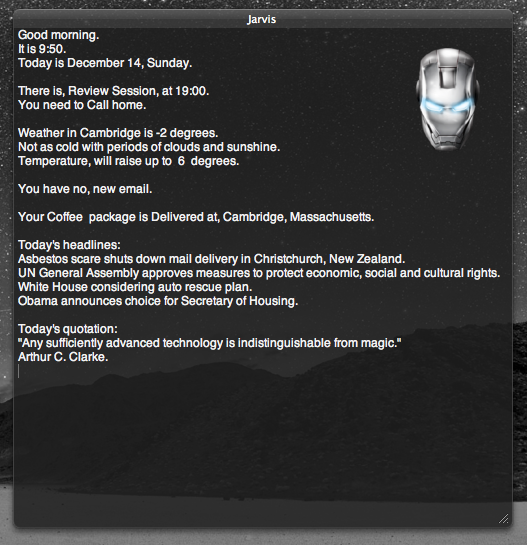 Jarvis
Good morning.
It is 9:50.
Today is December 14, Sunday.
There is, Review Session, at 19:00.
You need to Call home.
Weather in Cambridge is -2 degrees.
Not as cold with periods of clouds and sunshine.
Temperature, will raise up to  6  degrees.
You have no, new email.
Your Coffee  package is Delivered at, Cambridge, Massachusetts.
Today's headlines:
Asbestos scare shuts down mail delivery in Christchurch, New Zealand.
UN General Assembly approves measures to protect economic, social and cultural rights.
White House considering auto rescue plan.
Obama announces choice for Secretary of Housing.
Today's quotation:
"Any sufficiently advanced technology is indistinguishable from magic."
Arthur C. Clarke.